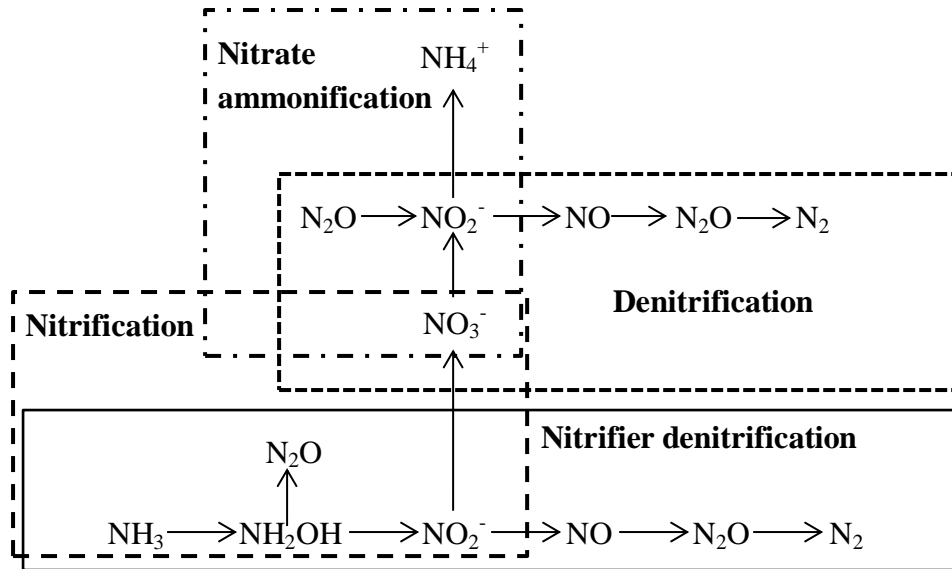 Nitrate NH₄⁺
ammonification
N₂O → NO₂⁻ → NO → N₂O → N₂
Denitrification
Nitrification
NO₃⁻
Nitrifier denitrification
N₂O
NH₃ → NH₂OH → NO₂⁻ → NO → N₂O → N₂